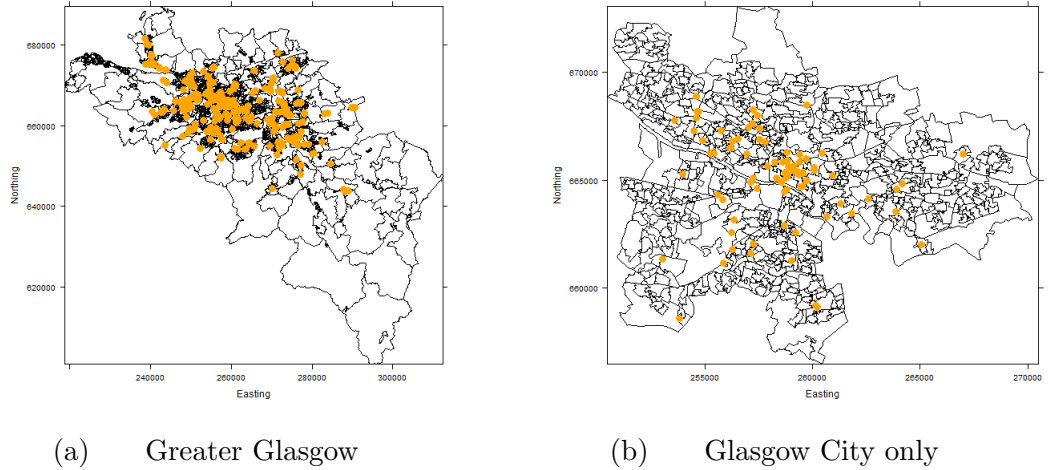 680000
660000
640000
620000
Northing
240000 260000 280000 300000
Easting
670000
665000
660000
Northing
255000 260000 265000 270000
Easting
(a) Greater Glasgow
(b) Glasgow City only